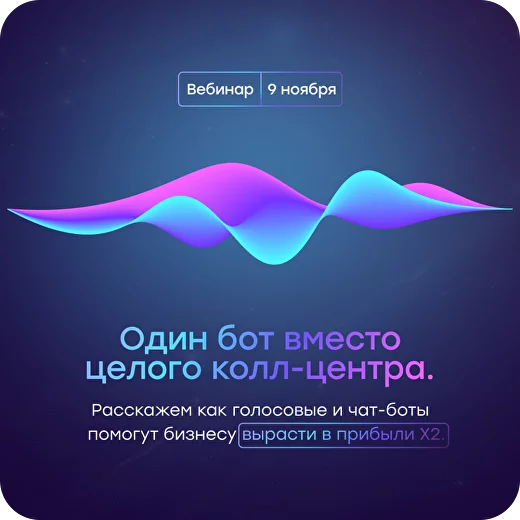 Вебинар 9 ноября
Один бот вместо
целого колл-центра.
Расскажем как голосовые и чат-боты
помогут бизнесу вырасти в прибыли X2.